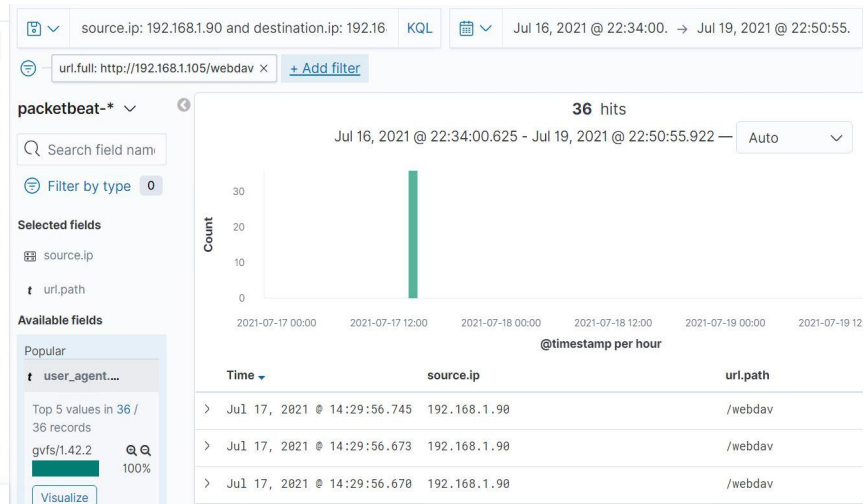 source.ip: 192.168.1.90 and destination.ip: 192.16 KQL Jul 16, 2021 @ 22:34:00. → Jul 19, 2021 @ 22:50:55.
url.full: http://192.168.1.105/webdav × + Add filter
packetbeat-*
36 hits
Jul 16, 2021 @ 22:34:00.625 - Jul 19, 2021 @ 22:50:55.922 — Auto
Search field nam
Filter by type 0
Selected fields
source.ip
t url.path
Available fields
Popular
t user_agent....
Top 5 values in 36 /
36 records
gvfs/1.42.2
100%
Visualize
Count
30
20
10
0
2021-07-17 00:00 2021-07-17 12:00 2021-07-18 00:00 2021-07-18 12:00 2021-07-19 00:00 2021-07-19 12
@timestamp per hour
Time source.ip url.path
> Jul 17, 2021 @ 14:29:56.745 192.168.1.90 /webdav
> Jul 17, 2021 @ 14:29:56.673 192.168.1.90 /webdav
> Jul 17, 2021 @ 14:29:56.670 192.168.1.90 /webdav